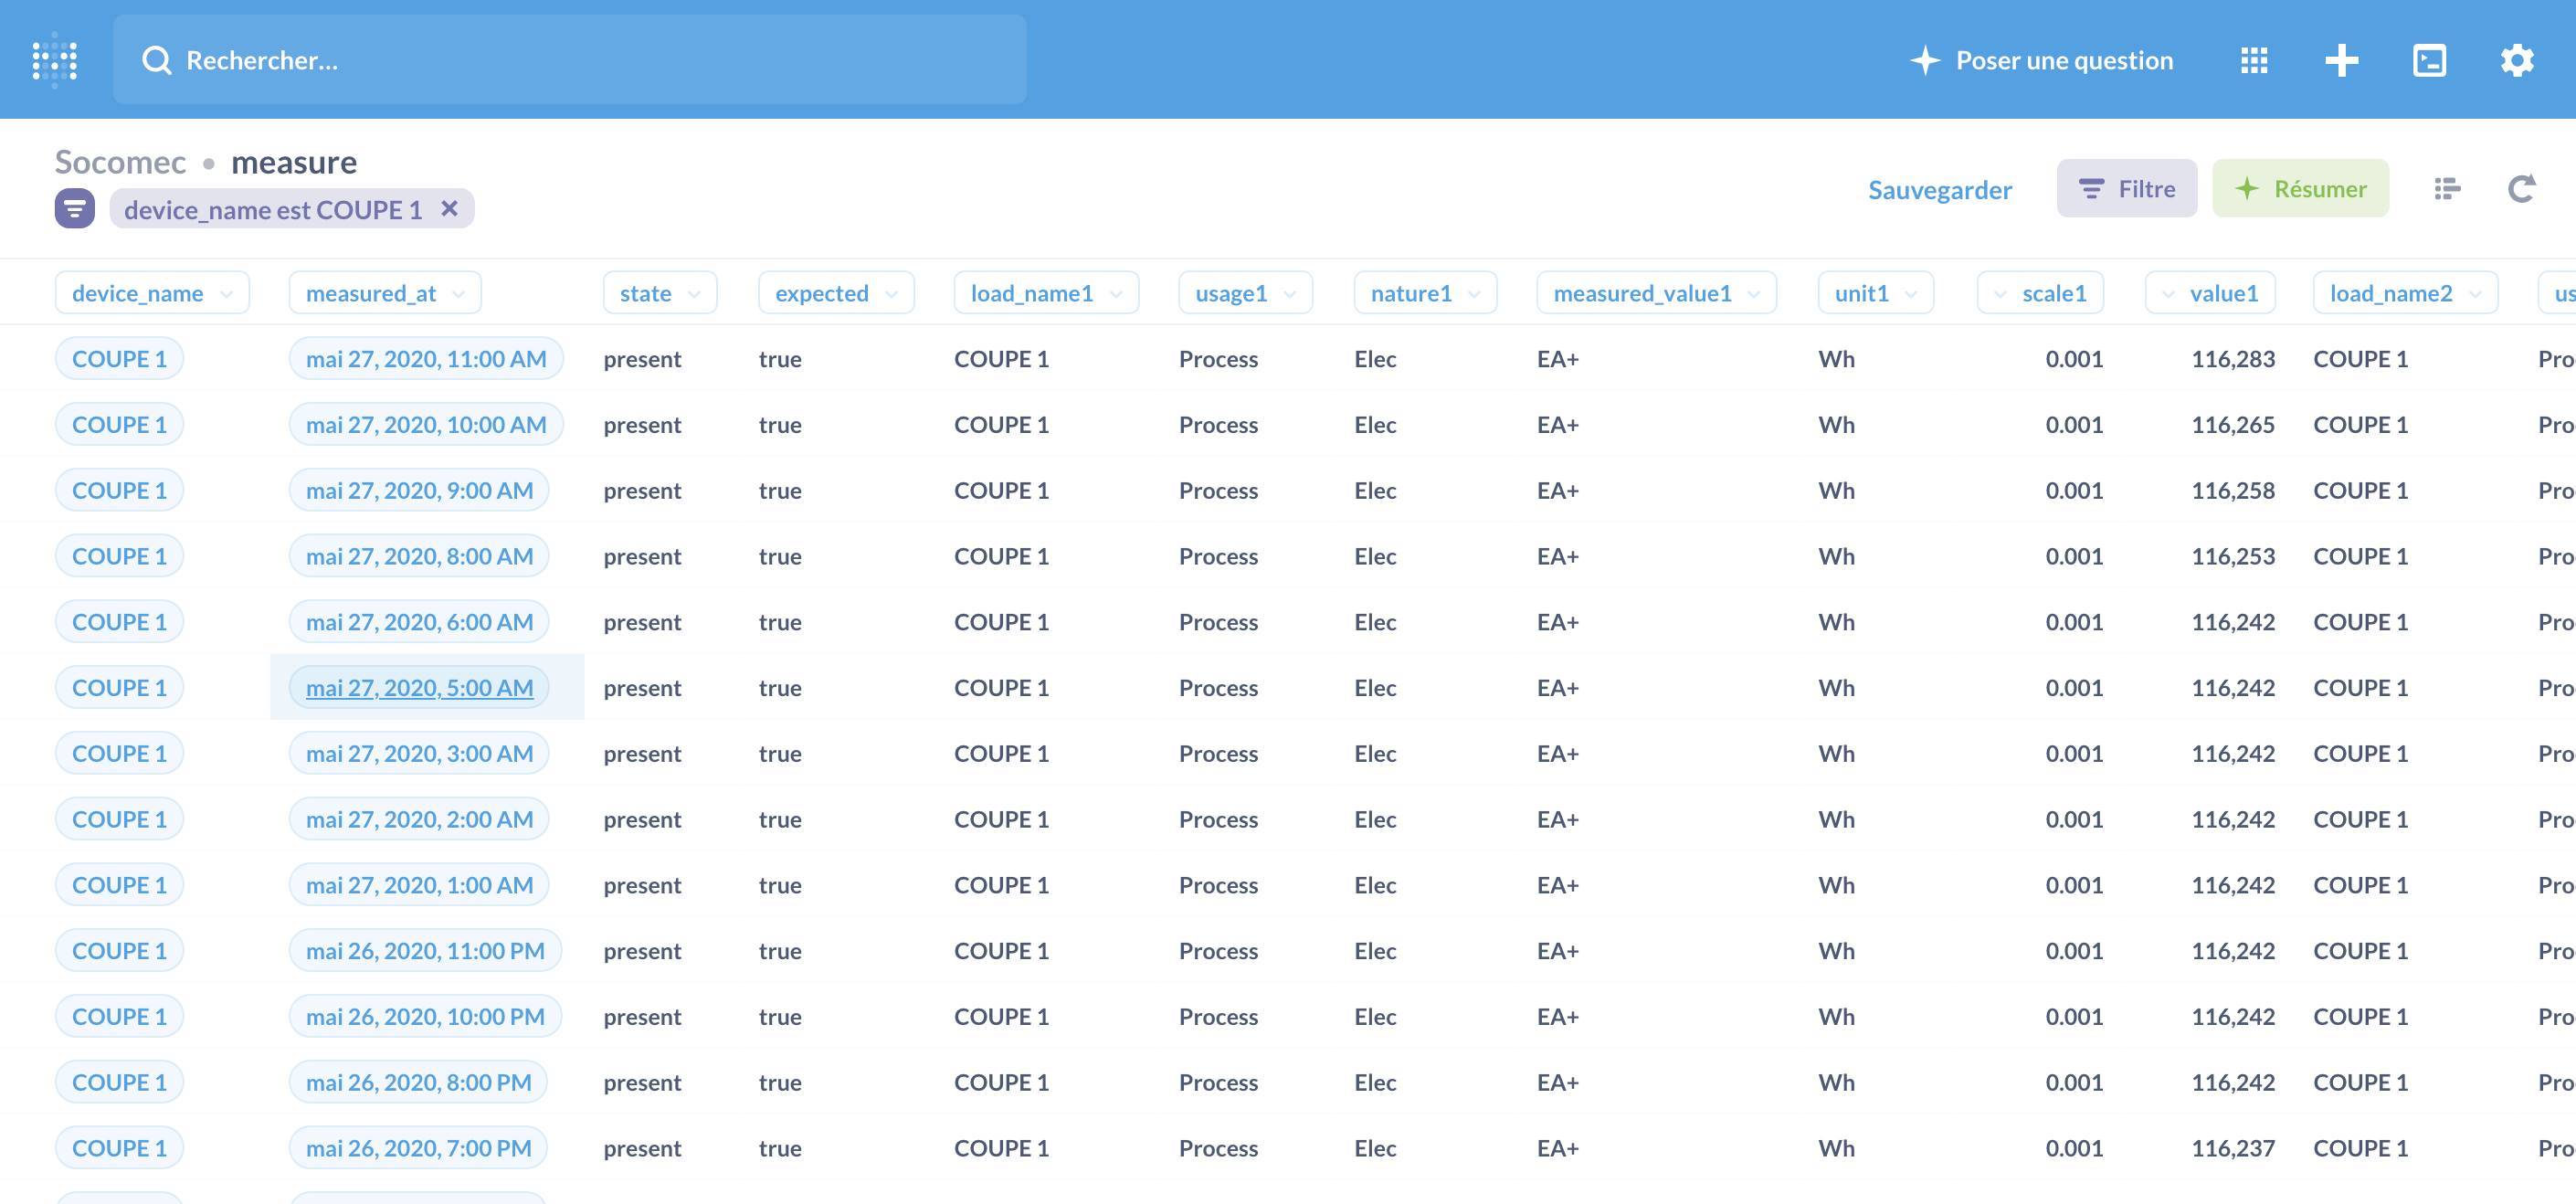 Rechercher...
Poser une question
Socomec • measure
device_name est COUPE 1
Sauvegarder
Filtre
Résumer
device_name measured_at state expected load_name1 usage1 nature1 measured_value1 unit1 scale1 value1 load_name2 us
COUPE 1 mai 27, 2020, 11:00 AM present true COUPE 1 Process Elec EA+ Wh 0.001 116,283 COUPE 1 Pro
COUPE 1 mai 27, 2020, 10:00 AM present true COUPE 1 Process Elec EA+ Wh 0.001 116,265 COUPE 1 Pro
COUPE 1 mai 27, 2020, 9:00 AM present true COUPE 1 Process Elec EA+ Wh 0.001 116,258 COUPE 1 Pro
COUPE 1 mai 27, 2020, 8:00 AM present true COUPE 1 Process Elec EA+ Wh 0.001 116,253 COUPE 1 Pro
COUPE 1 mai 27, 2020, 6:00 AM present true COUPE 1 Process Elec EA+ Wh 0.001 116,242 COUPE 1 Pro
COUPE 1 mai 27, 2020, 5:00 AM present true COUPE 1 Process Elec EA+ Wh 0.001 116,242 COUPE 1 Pro
COUPE 1 mai 27, 2020, 3:00 AM present true COUPE 1 Process Elec EA+ Wh 0.001 116,242 COUPE 1 Pro
COUPE 1 mai 27, 2020, 2:00 AM present true COUPE 1 Process Elec EA+ Wh 0.001 116,242 COUPE 1 Pro
COUPE 1 mai 27, 2020, 1:00 AM present true COUPE 1 Process Elec EA+ Wh 0.001 116,242 COUPE 1 Pro
COUPE 1 mai 26, 2020, 11:00 PM present true COUPE 1 Process Elec EA+ Wh 0.001 116,242 COUPE 1 Pro
COUPE 1 mai 26, 2020, 10:00 PM present true COUPE 1 Process Elec EA+ Wh 0.001 116,242 COUPE 1 Pro
COUPE 1 mai 26, 2020, 8:00 PM present true COUPE 1 Process Elec EA+ Wh 0.001 116,242 COUPE 1 Pro
COUPE 1 mai 26, 2020, 7:00 PM present true COUPE 1 Process Elec EA+ Wh 0.001 116,237 COUPE 1 Pro